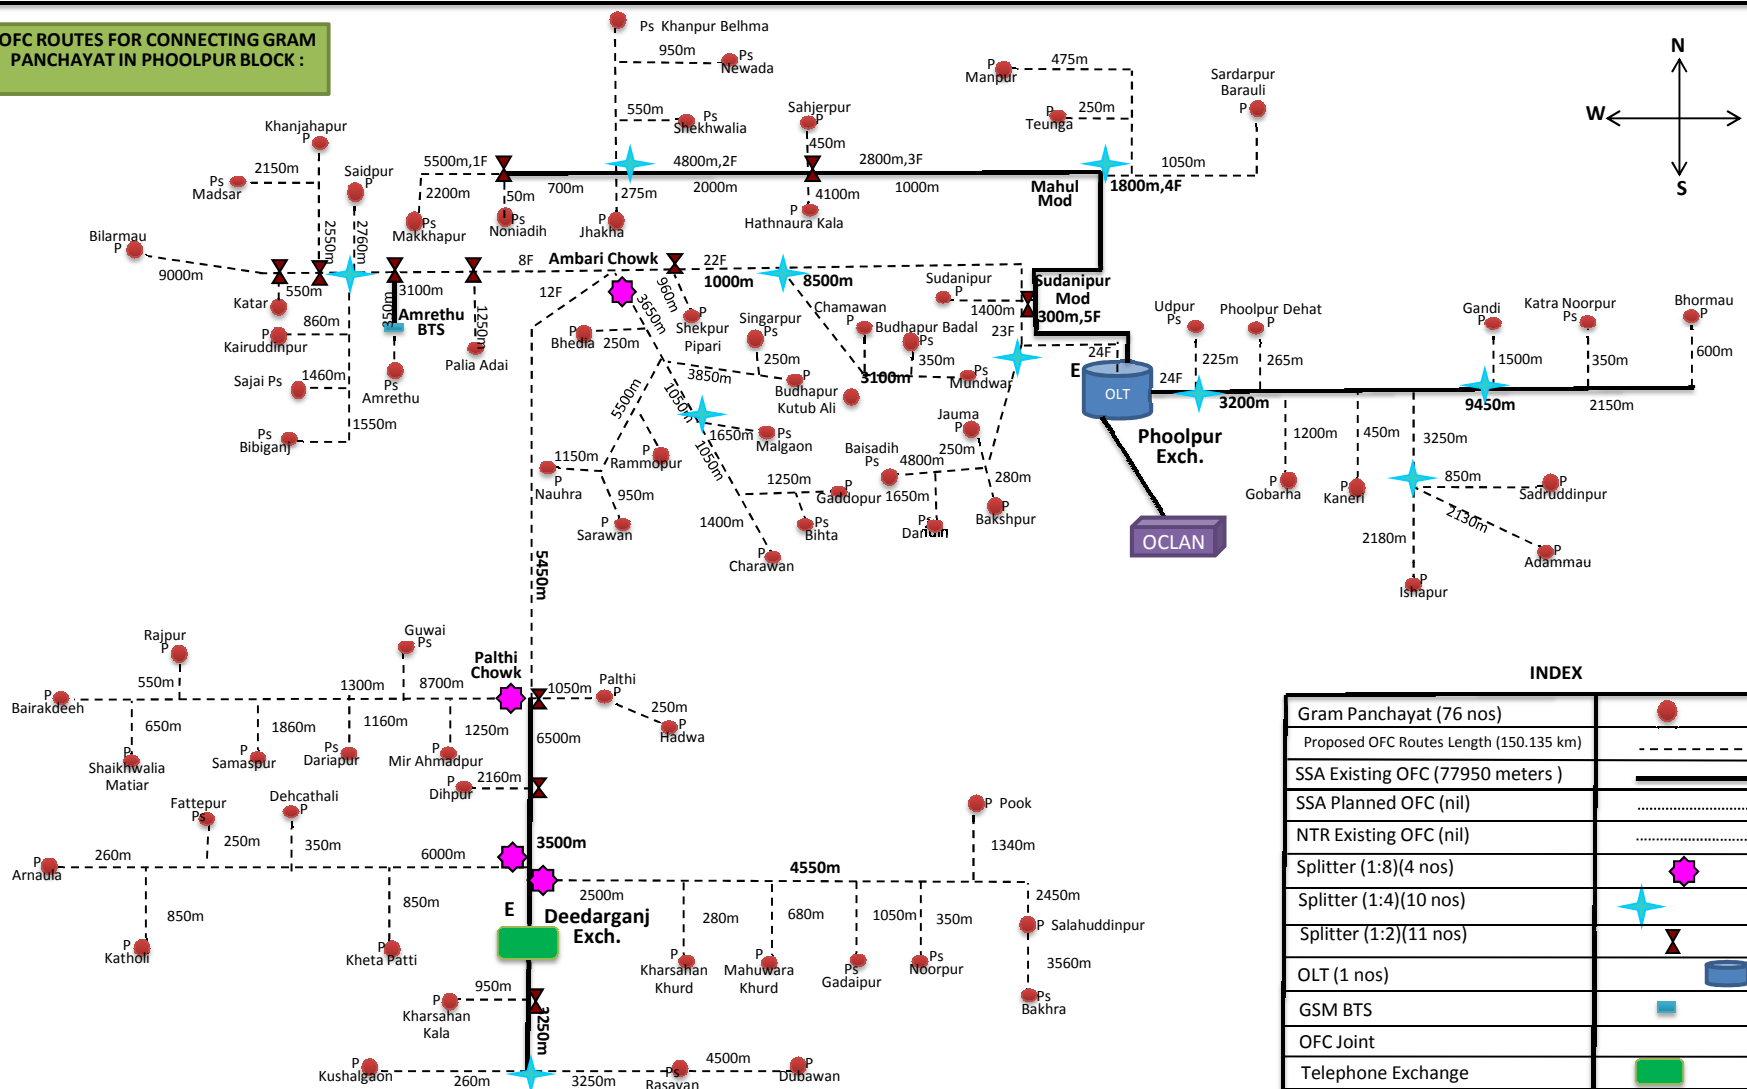 OFC ROUTES FOR CONNECTING GRAM
PANCHAYAT IN PHOOLPUR BLOCK :
N
W
S
Ps Khanpur Belhma
950m
Ps
Newada
550m
Ps
Shekhwalia
Sahjerpur
P
450m
P
Manpur
475m
P
Teunga
250m
Sardarpur
Barauli
P
1050m
Khanjahapur
P
2150m
Ps
Madsar
Saidpur
P
5500m,1F
4800m,2F
2800m,3F
1800m,4F
2200m
50m
700m
275m
2000m
4100m
1000m
Mahul
Mod
Ps
Makkhapur
Ps
Noniadih
P
Jhakha
P
Hathnaura Kala
Bilarmau
P
9000m
2550m
2760m
8F
Ambari Chowk
22F
1000m
8500m
Katar
P
550m
3100m
350m
Amrethu
BTS
1250m
12F
3650m
960m
P
Shekpur
Pipari
860m
P
Kairuddinpur
Sajai Ps
1460m
1550m
Ps
Bibiganj
Ps
Amrethu
P
Palia Adai
P
Bhedia
250m
Singarpur
Ps
250m
3850m
P
Budhapur
Kutub Ali
Chamawan
P
Budhapur Badal
Ps
350m
3100m
Ps
Mundwar
Sudanipur
P
1400m
Sudanipur
Mod
300m,5F
23F
24F
E
OLT
24F
Udpur
Ps
225m
Phoolpur Dehat
P
265m
Gandi
P
1500m
Katra Noorpur
Ps
350m
Bhormau
P
600m
3200m
9450m
2150m
Phoolpur
Exch.
OCLAN
1200m
450m
3250m
P
Gobarha
P
Kaneri
850m
P
Sadruddinpur
2130m
2180m
P
Adammau
P
Ishapur
5500m
1050m
1650m
Ps
Malgaon
1050m
1150m
P
Nauhra
P
Rammopur
950m
P
Sarawan
1250m
P
Gaddopur
Ps
Bihta
1400m
P
Charawan
Jauma
P
250m
Baisadih
Ps
4800m
1650m
Ps
280m
P
Bakshpur
5450m
Rajpur
P
550m
Guwai
Ps
1300m
8700m
Palthi
Chowk
P
Bairakdeeh
650m
1860m
1160m
1250m
P
Shaikhwalia
Matiar
P
Samaspur
Ps
Dariapur
P
Mir Ahmadpur
1050m
Palthi
P
250m
P
Hadwa
6500m
2160m
P
Dihpur
Fattepur
Ps
Dehcathali
P
250m
350m
260m
6000m
P
Arnaula
850m
850m
P
Katholi
P
Kheta Patti
3500m
E
Deedarganj
Exch.
4550m
2500m
P Pook
1340m
2450m
280m
680m
1050m
350m
P Salahuddinpur
P
Kharsahan
Khurd
P
Mahuwara
Khurd
Ps
Gadaipur
Ps
Noorpur
3560m
Ps
Bakhra
950m
P
Kharsahan
Kala
3250m
P
Kushalgaon
260m
3250m
Ps
Rasavan
4500m
P
Dubawan
INDEX
Gram Panchayat (76 nos)
Proposed OFC Routes Length (150.135 km)
SSA Existing OFC (77950 meters )
SSA Planned OFC (nil)
NTR Existing OFC (nil)
Splitter (1:8)(4 nos)
Splitter (1:4)(10 nos)
Splitter (1:2)(11 nos)
OLT (1 nos)
GSM BTS
OFC Joint
Telephone Exchange